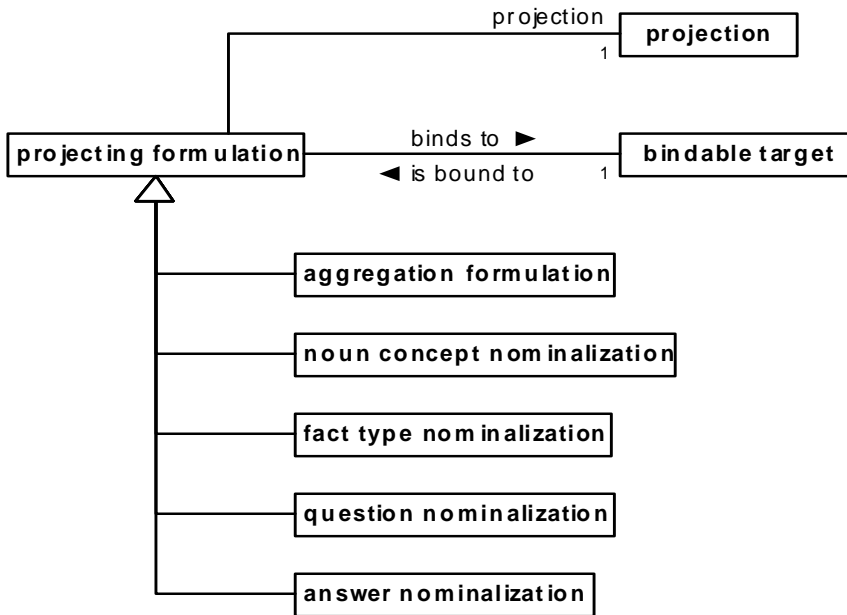 projection
1
projection
projecting formulation
binds to ►
◄ is bound to
1
bindable target
aggregation formulation
noun concept nominalization
fact type nominalization
question nominalization
answer nominalization